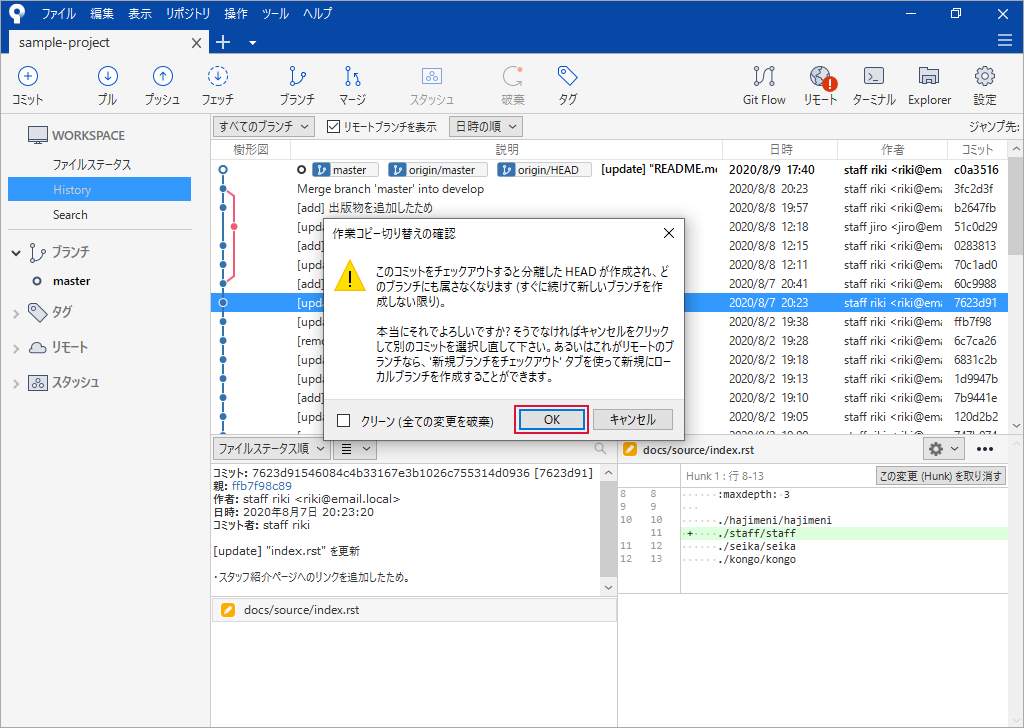 ファイル 編集 表示 リポジトリ 操作 ツール ヘルプ
sample-project
コミット プル プッシュ フェッチ ブランチ マージ スタッシュ 破棄 タグ Git Flow リモート ターミナル Explorer 設定
WORKSPACE
ファイルステータス
History
Search
ブランチ
master
タグ
リモート
スタッシュ
すべてのブランチ リモートブランチを表示 日時の順 ジャンプ先:
樹形図 説明 日時 作者 コミット
master origin/master origin/HEAD [update] "README.mc 2020/8/9 17:40 staff riki <riki@em c0a3516
Merge branch 'master' into develop 2020/8/8 20:23 staff riki <riki@ema 3fc2d3f
[add] 出版物を追加したため 2020/8/8 19:57 staff riki <riki@ema b2647fb
[upda 2020/8/8 18:26 staff jiro <jiro@em 51c0d29
[add] 2020/8/8 12:15 staff riki <riki@ema 0283813
[upda 2020/8/8 12:11 staff riki <riki@ema 70c1ad0
[add] 2020/8/7 20:41 staff riki <riki@ema 60c9988
[upda 2020/8/7 20:23 staff riki <riki@ema 7623d91
[upda 2020/8/2 19:38 staff riki <riki@ema ffb7f98
[remo 2020/8/2 19:28 staff riki <riki@ema 6c7ca26
[upda 2020/8/2 19:18 staff riki <riki@ema 6831c2b
[upda 2020/8/2 19:13 staff riki <riki@ema 1d9947b
[add] 2020/8/2 19:10 staff riki <riki@ema 7b9441e
[upda 2020/8/2 19:05 staff riki <riki@ema 120d2b2
作業コピー切り替えの確認
このコミットをチェックアウトすると分離した HEAD が作成され、ど
のブランチにも属さなくなります (すぐに続けて新しいブランチを作
成しない限り)。
本当にそれでよろしいですか? そうでなければキャンセルをクリック
して別のコミットを選択し直して下さい。あるいはこれがリモートのブ
ランチなら、'新規ブランチをチェックアウト' タブを使って新規にロー
カルブランチを作成することができます。
クリーン (全ての変更を破棄) OK キャンセル
ファイルステータス順
コミット: 7623d91546084c4b33167e3b1026c755314d0936 [7623d91]
親: ffb7f98c89
作者: staff riki <riki@email.local>
日時: 2020年8月7日 20:23:20
コミット者: staff riki
[update] "index.rst" を更新
・スタッフ紹介ページへのリンクを追加したため。
docs/source/index.rst
docs/source/index.rst
Hunk 1 : 行 8-13 この変更 (Hunk) を取り消す
8 8 :maxdepth: 3
9 9
10 10 ./hajimeni/hajimeni
11 + ./staff/staff
11 12 ./seika/seika
12 13 ./kongo/kongo